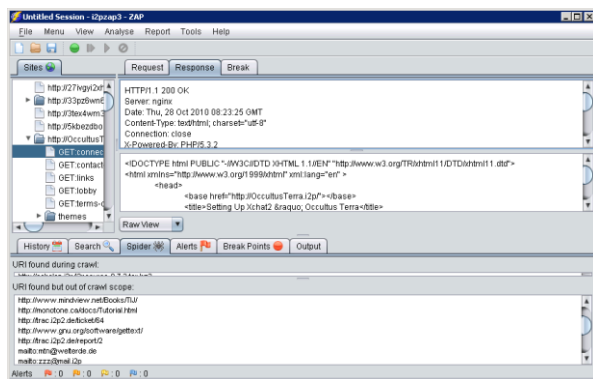 Untitled Session - i2pzap3 - ZAP
File Menu View Analyse Report Tools Help
Sites
Request Response Break
http://27ivgyi2xh
http://33pz6wn6
http://3tex4wm3
http://5kbezdbo
http://OccultusT
GET:connec
GET:contact
GET:links
GET:lobby
GET:terms-c
themes
HTTP/1.1 200 OK
Server: nginx
Date: Thu, 28 Oct 2010 08:23:25 GMT
Content-Type: text/html; charset="utf-8"
Connection: close
X-Powered-By: PHP/5.3.2
<!DOCTYPE html PUBLIC "-//W3C//DTD XHTML 1.1//EN" "http://www.w3.org/TR/xhtml11/DTD/xhtml11.dtd">
<html xmlns="http://www.w3.org/1999/xhtml" xml:lang="en" >
<head>
<base href="http://OccultusTerra.i2p/"></base>
<title>Setting Up Xchat2 &raquo; Occultus Terra</title>
Raw View
History Search Spider Alerts Break Points Output
URI found during crawl:
URI found but out of crawl scope:
http://www.mindview.net/Books/TIJ/
http://monotone.ca/docs/Tutorial.html
http://trac.i2p2.de/ticket/64
http://www.gnu.org/software/gettext/
http://trac.i2p2.de/report/2
mailto:mtn@welterde.de
mailto:zzz@mail.i2p
Alerts : 0 : 0 : 0 : 0